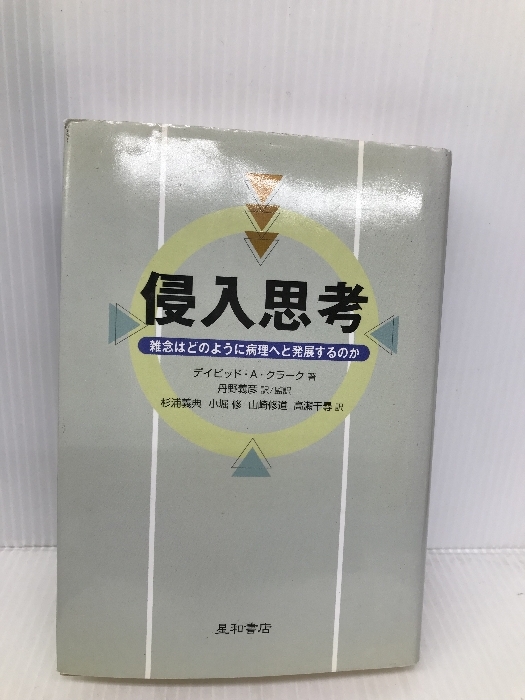 侵入思考
雑念はどのように病理へと発展するのか
デイビッド・A・クラーク 著
丹野義彦 訳/監訳
杉浦義典 小堀 修 山崎修道 高瀬千尋 訳
星和書店